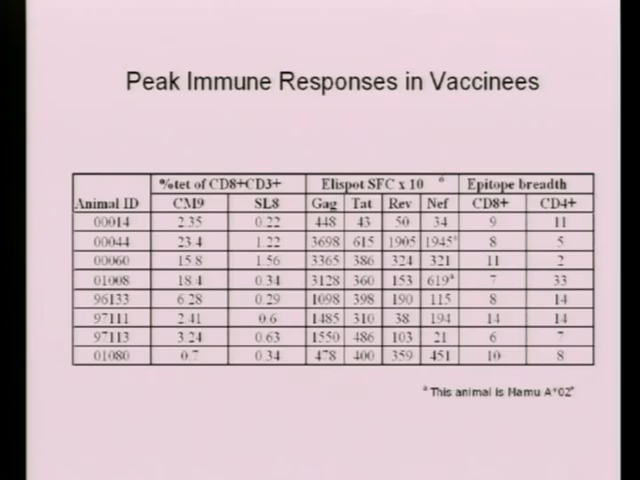 Peak Immune Responses in Vaccinees
%tet of CD8+CD3+ Elispot SFC x 10 6 Epitope breadth
Animal ID CM9 SL8 Gag Tat Rev Nef CD8+ CD4+
00014 2.35 0.22 448 43 50 34 9 11
00044 23.4 1.22 3698 615 1905 1945a 8 5
00060 15.8 1.56 3365 386 324 321 11 2
01008 18.4 0.34 3128 360 153 619a 7 33
96133 6.28 0.29 1098 398 190 115 8 14
97111 2.41 0.6 1485 310 38 194 14 14
97113 3.24 0.63 1550 486 103 21 6 7
01080 0.7 0.34 478 400 359 451 10 8
a This animal is Mamu A*02+